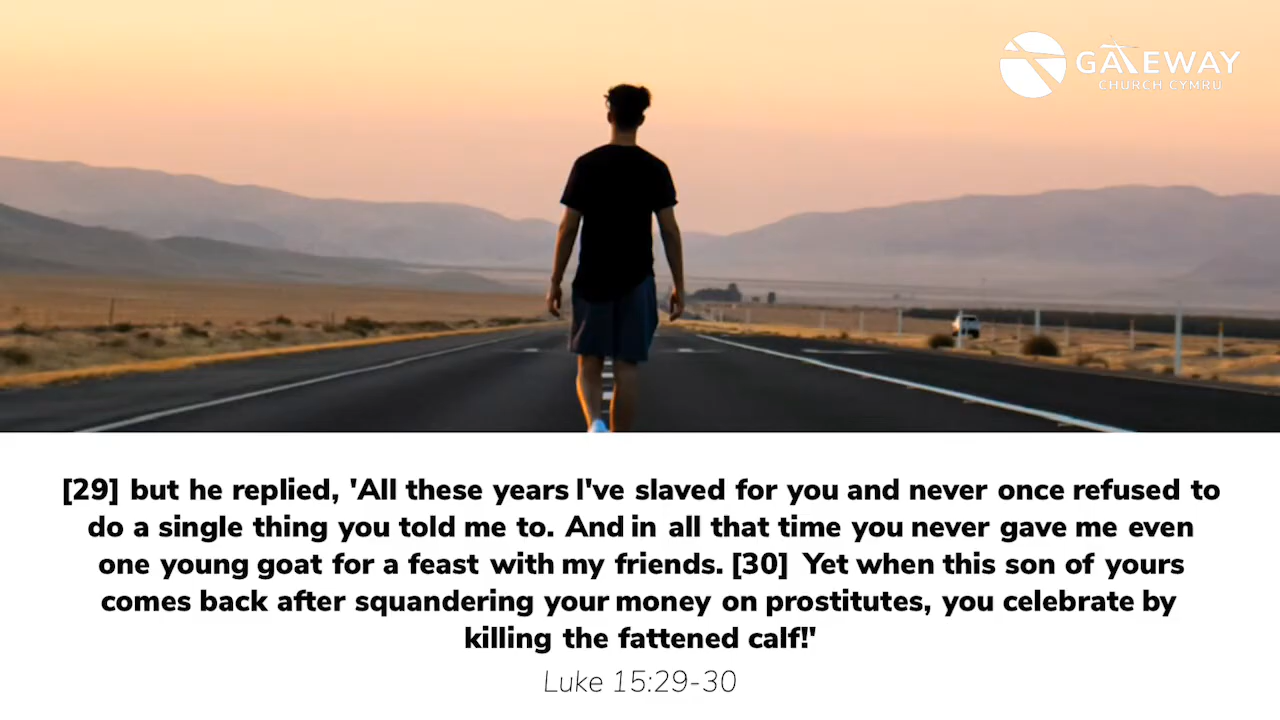 GATEWAY
CHURCH CYMRU
[29] but he replied, 'All these years I've slaved for you and never once refused to
do a single thing you told me to. And in all that time you never gave me even
one young goat for a feast with my friends. [30] Yet when this son of yours
comes back after squandering your money on prostitutes, you celebrate by
killing the fattened calf!'
Luke 15:29-30